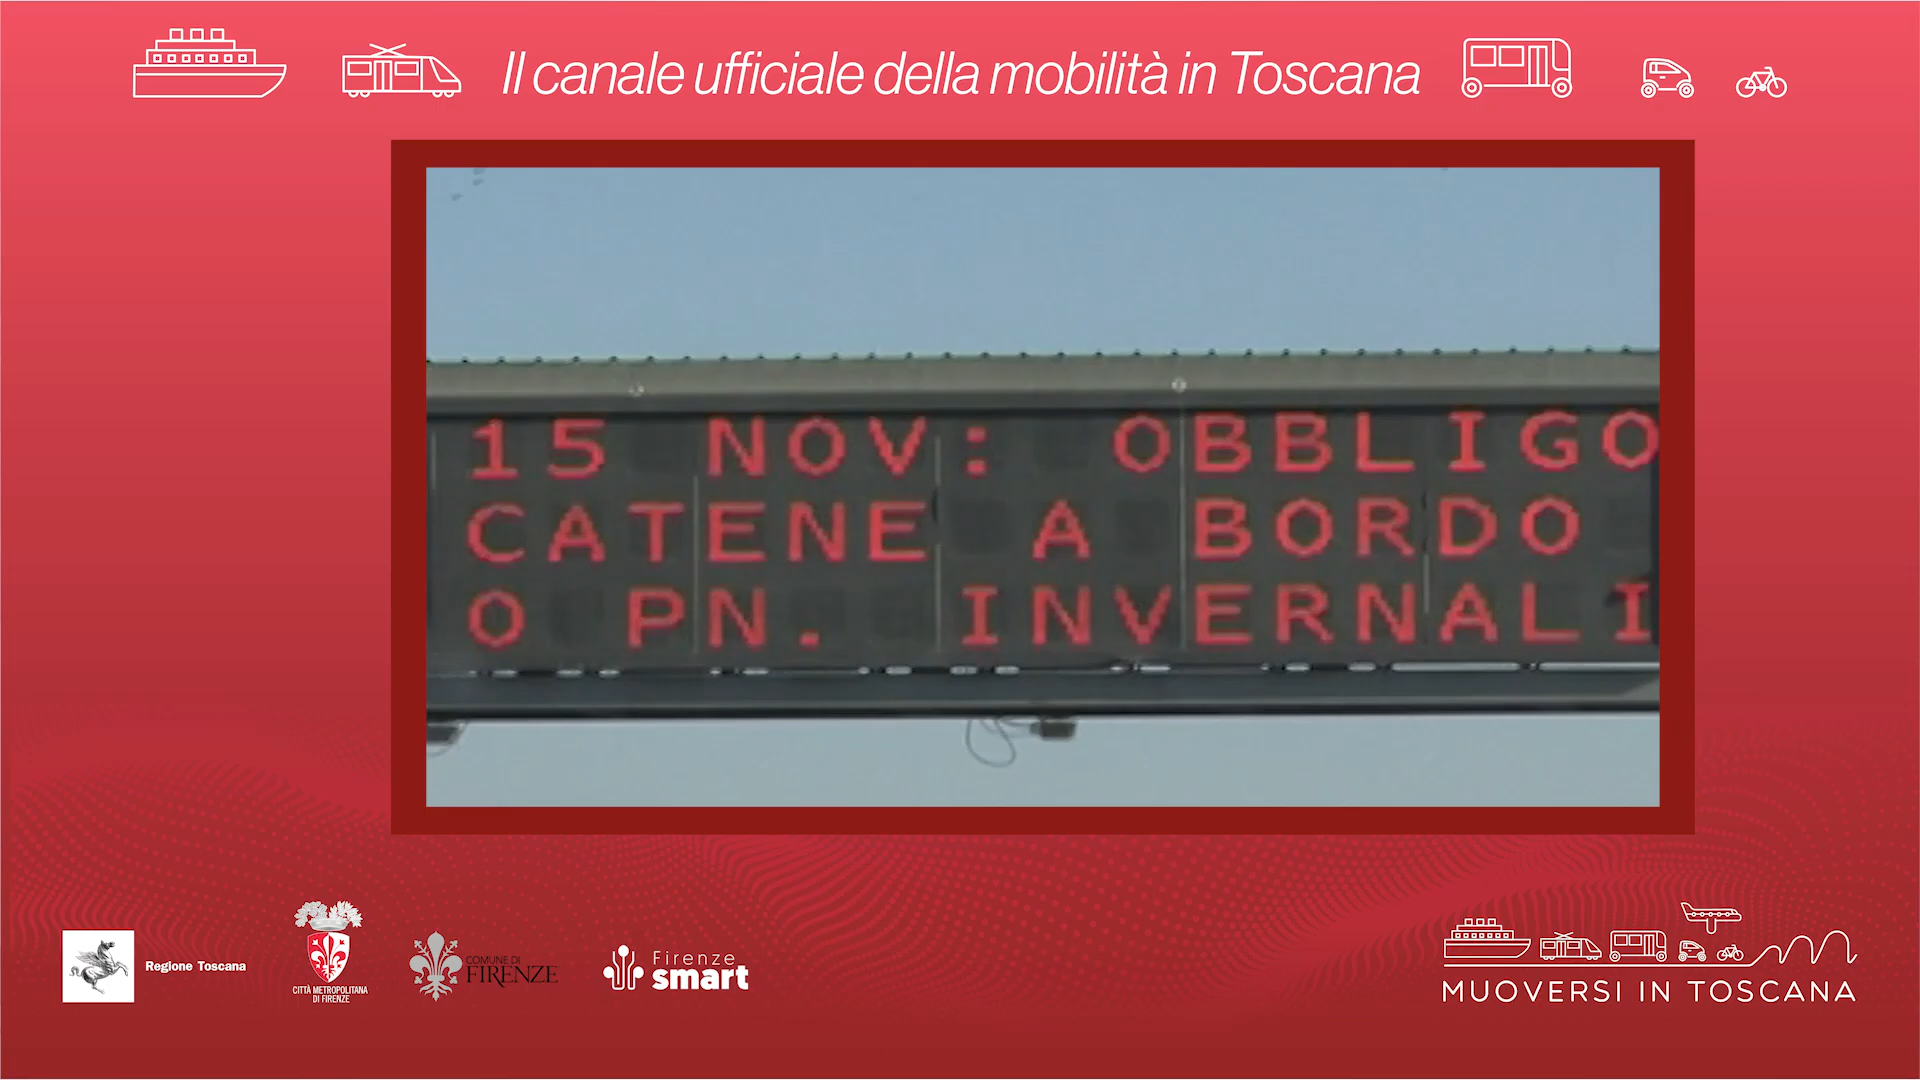 Il canale ufficiale della mobilità in Toscana
15 NOV: OBBLIGO
CATENE A BORDO
O PN. INVERNALI
Regione Toscana
CITTÀ METROPOLITANA
DI FIRENZE
COMUNE DI
FIRENZE
Firenze
smart
MUOVERSI IN TOSCANA